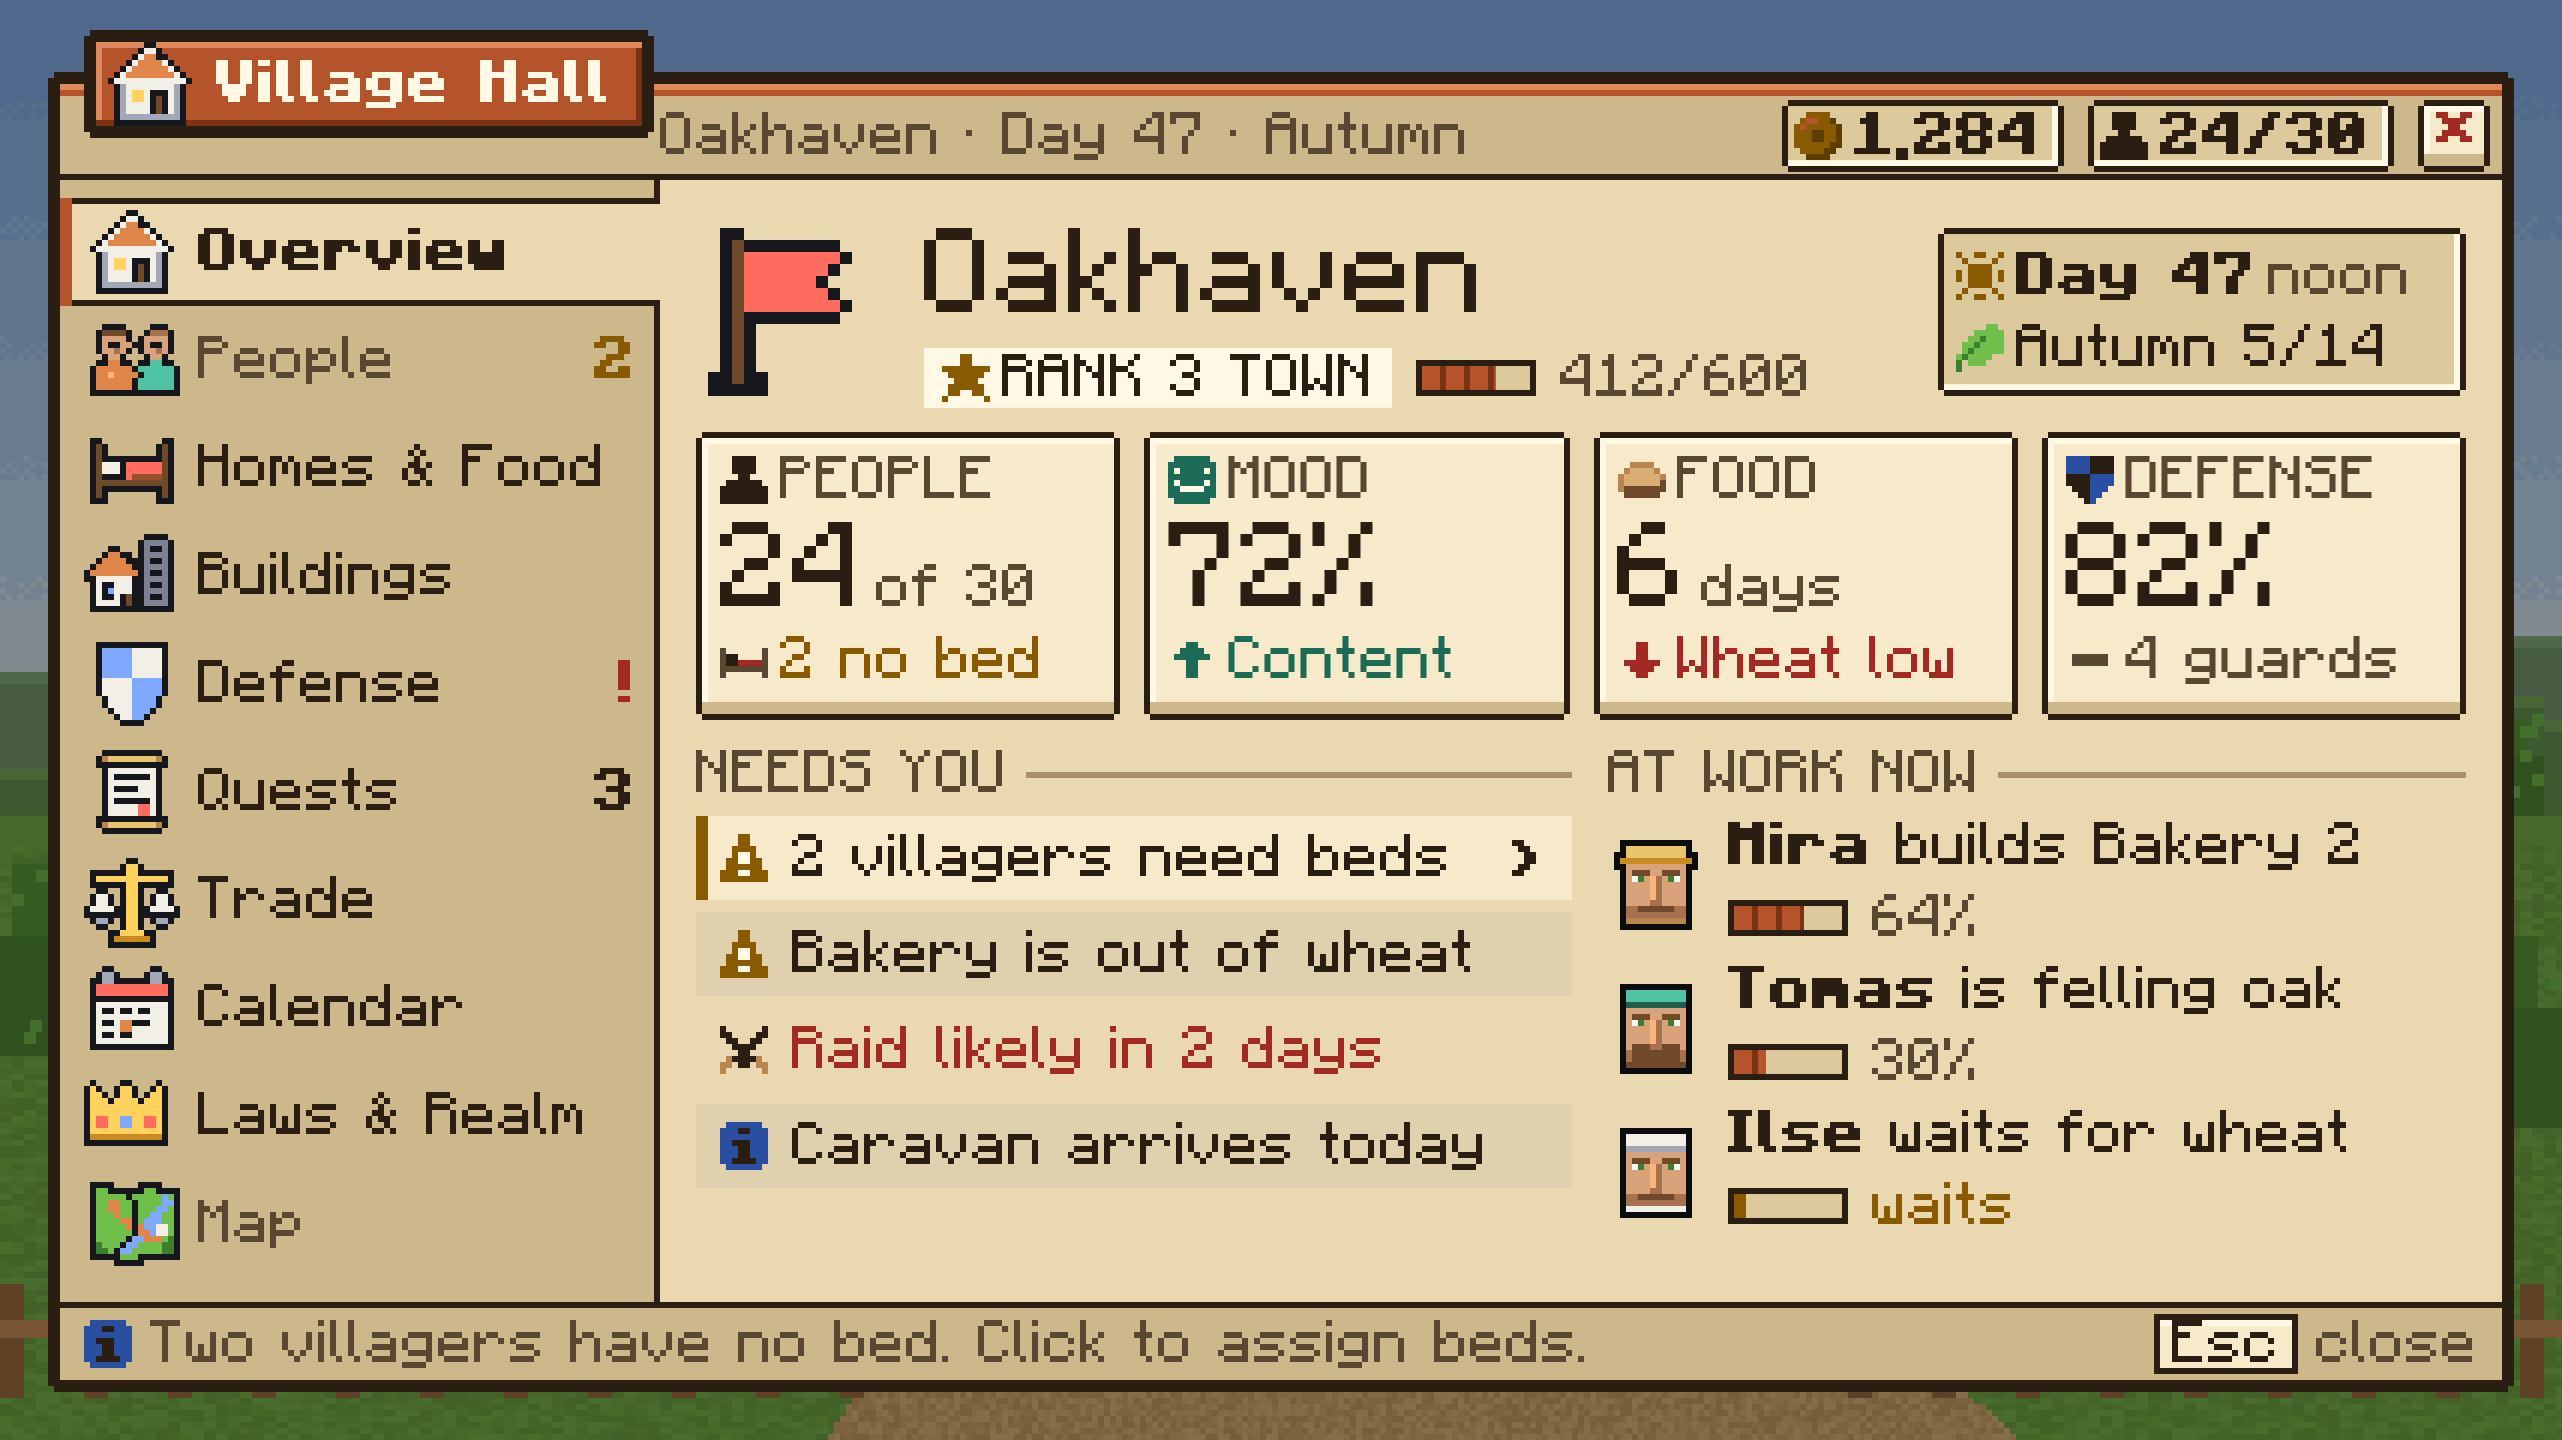 Village Hall
Oakhaven · Day 47 · Autumn
1,284
24/30
x
Overview
People 2
Homes & Food
Buildings
Defense !
Quests 3
Trade
Calendar
Laws & Realm
Map
Oakhaven
RANK 3 TOWN 412/600
Day 47 noon
Autumn 5/14
PEOPLE
24 of 30
2 no bed
MOOD
72%
Content
FOOD
6 days
Wheat low
DEFENSE
82%
4 guards
NEEDS YOU
2 villagers need beds >
Bakery is out of wheat
Raid likely in 2 days
Caravan arrives today
AT WORK NOW
Mira builds Bakery 2
64%
Tomas is felling oak
30%
Ilse waits for wheat
waits
Two villagers have no bed. Click to assign beds.
Esc close